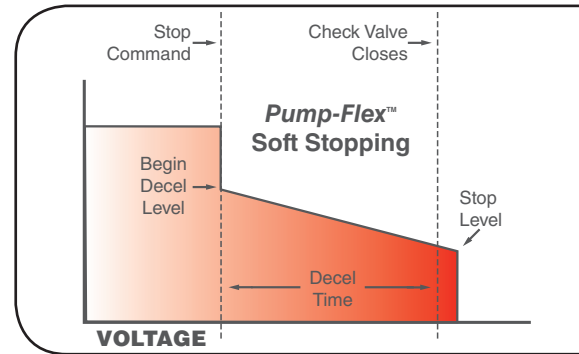 Stop
Command
Check Valve
Closes
Pump-Flex™
Soft Stopping
Begin
Decel
Level
Stop
Level
Decel
Time
VOLTAGE